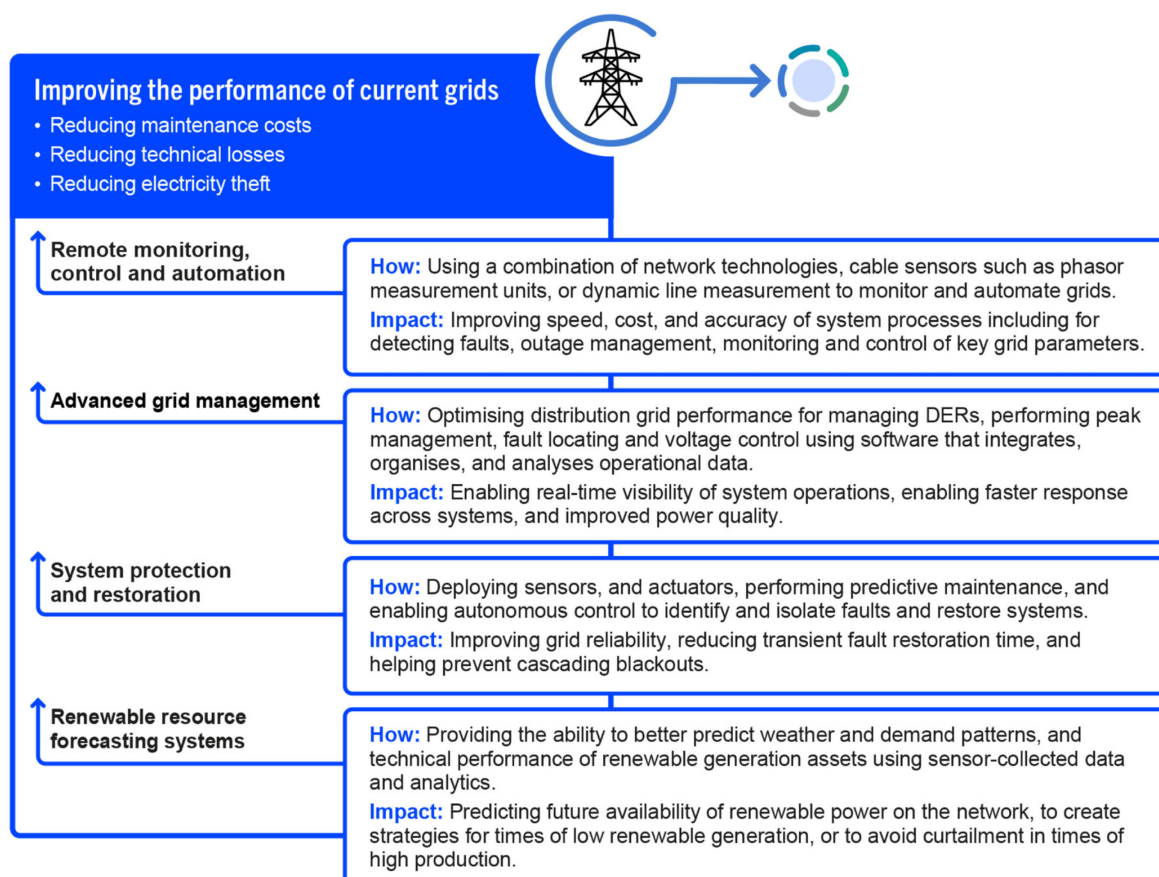 Improving the performance of current grids
• Reducing maintenance costs
• Reducing technical losses
• Reducing electricity theft
Remote monitoring,
control and automation
How: Using a combination of network technologies, cable sensors such as phasor
measurement units, or dynamic line measurement to monitor and automate grids.
Impact: Improving speed, cost, and accuracy of system processes including for
detecting faults, outage management, monitoring and control of key grid parameters.
Advanced grid management
How: Optimising distribution grid performance for managing DERs, performing peak
management, fault locating and voltage control using software that integrates,
organises, and analyses operational data.
Impact: Enabling real-time visibility of system operations, enabling faster response
across systems, and improved power quality.
System protection
and restoration
How: Deploying sensors, and actuators, performing predictive maintenance, and
enabling autonomous control to identify and isolate faults and restore systems.
Impact: Improving grid reliability, reducing transient fault restoration time, and
helping prevent cascading blackouts.
Renewable resource
forecasting systems
How: Providing the ability to better predict weather and demand patterns, and
technical performance of renewable generation assets using sensor-collected data
and analytics.
Impact: Predicting future availability of renewable power on the network, to create
strategies for times of low renewable generation, or to avoid curtailment in times of
high production.